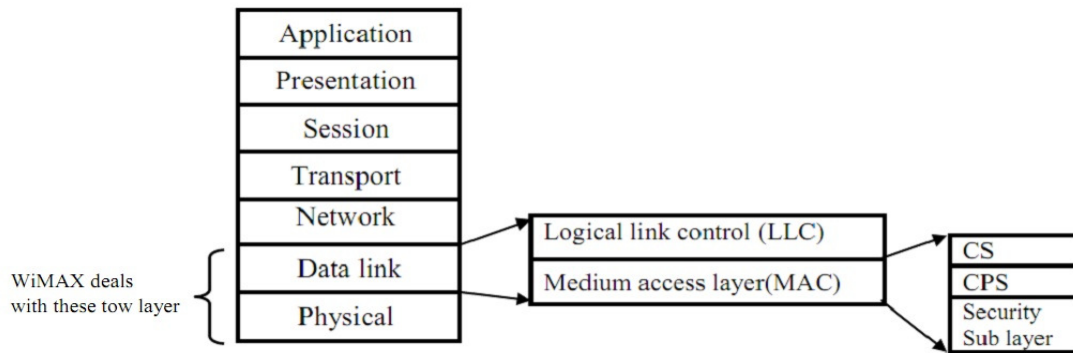 Application
Presentation
Session
Transport
Network
Data link
Physical
WiMAX deals
with these tow layer
Logical link control (LLC)
Medium access layer(MAC)
CS
CPS
Security
Sub layer